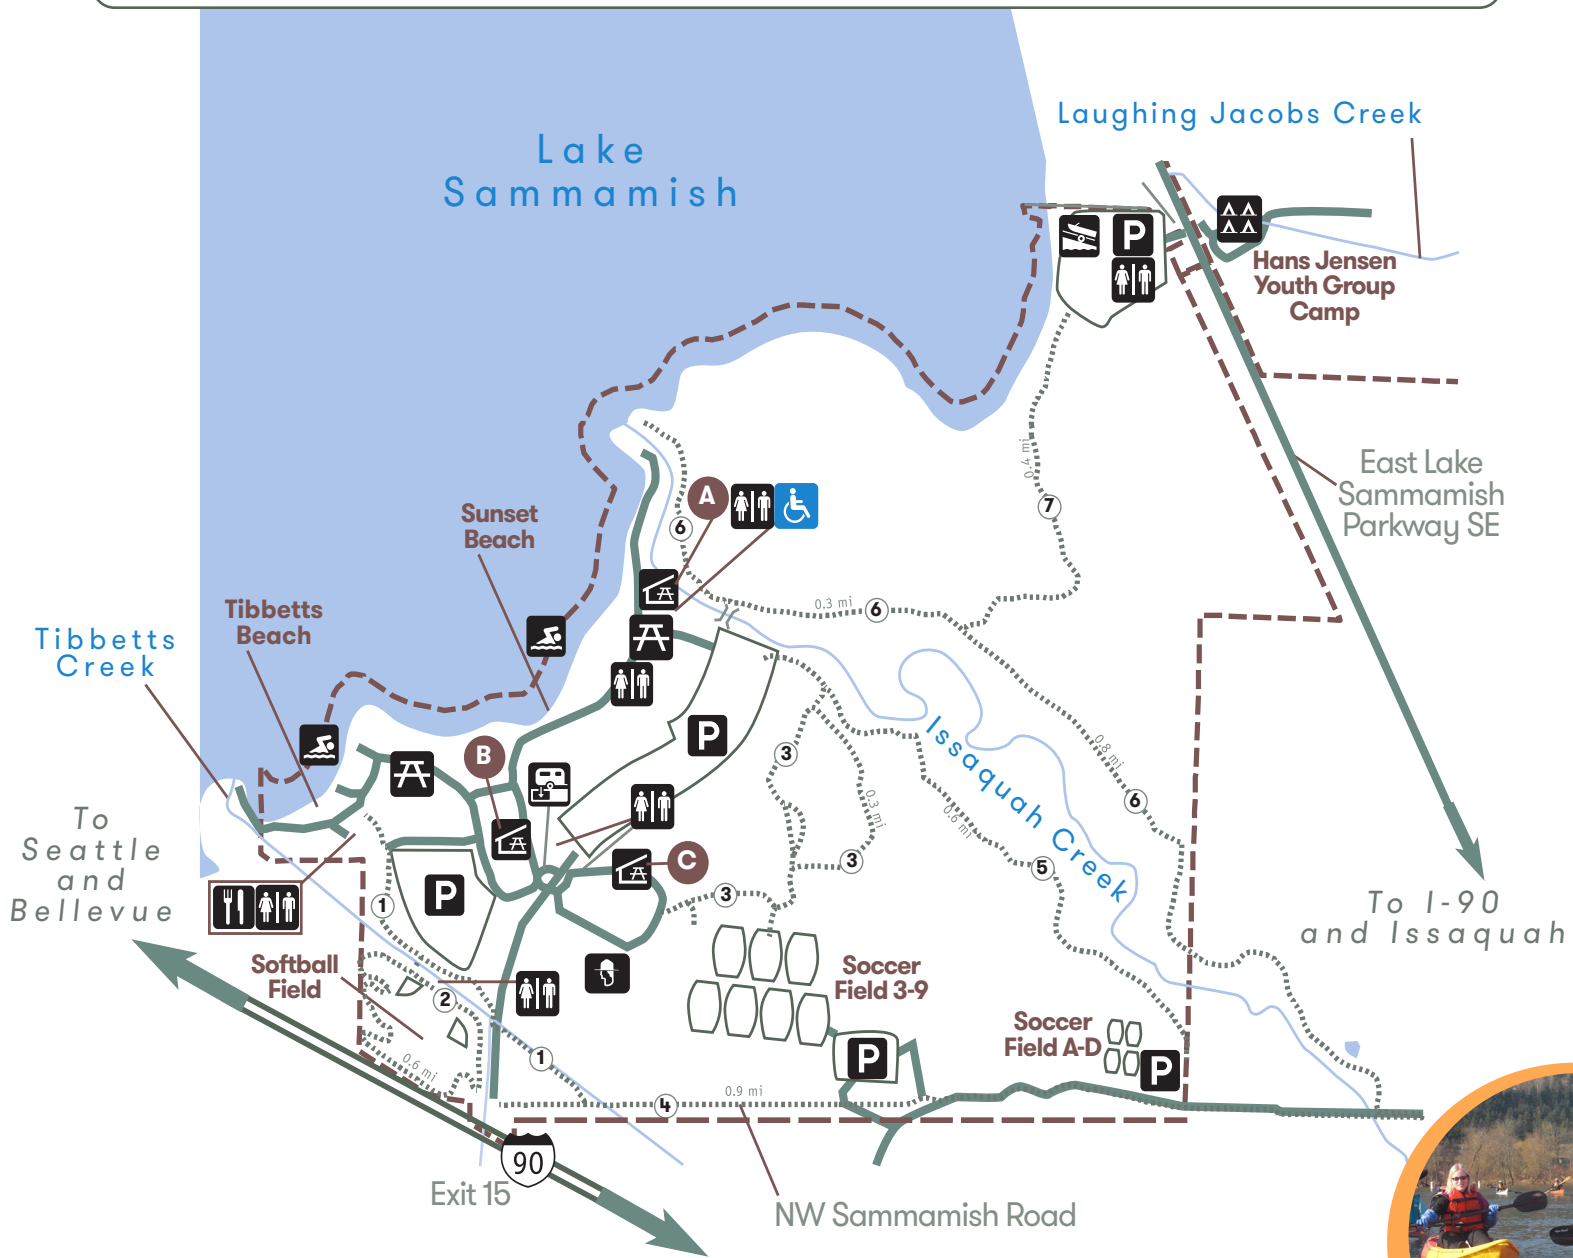 Laughing Jacobs Creek
Lake
Sammamish
P
Hans Jensen
Youth Group
Camp
East Lake
Sammamish
Parkway SE
0.4 mi
7
A
6
Sunset
Beach
Tibbetts
Beach
Tibbetts
Creek
0.3 mi
6
P
B
3
0.3 mi
Issaquah Creek
0.8 mi
6
0.6 mi
To
Seattle
and
Bellevue
C
3
5
P
1
3
To I-90
and Issaquah
Softball
Field
2
Soccer
Field 3-9
Soccer
Field A-D
P
P
0.6 mi
1
0.9 mi
4
90
Exit 15
NW Sammamish Road